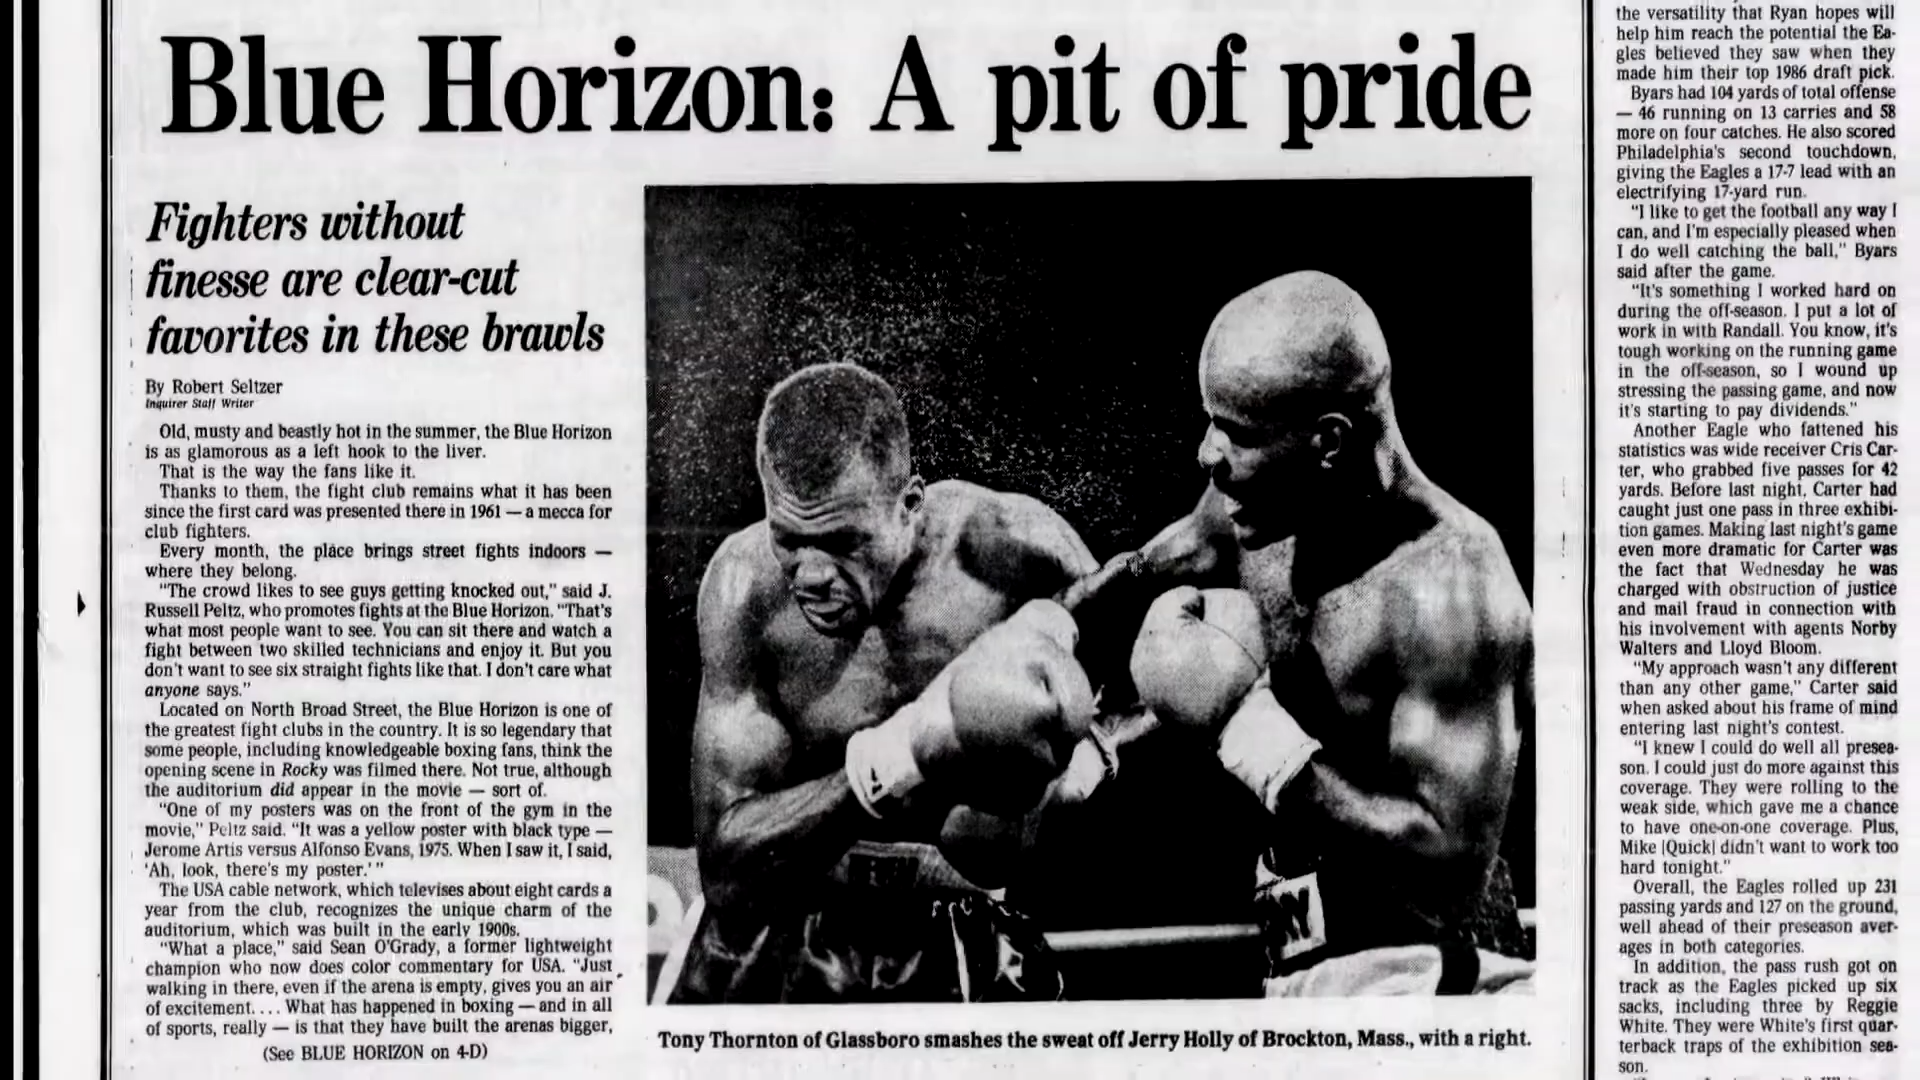 Blue Horizon: A pit of pride
Fighters without
finesse are clear-cut
favorites in these brawls
By Robert Seltzer
Inquirer Staff Writer
Old, musty and beastly hot in the summer, the Blue Horizon
is as glamorous as a left hook to the liver.
That is the way the fans like it.
Thanks to them, the fight club remains what it has been
since the first card was presented there in 1961 — a mecca for
club fighters.
Every month, the place brings street fights indoors —
where they belong.
"The crowd likes to see guys getting knocked out," said J.
Russell Peltz, who promotes fights at the Blue Horizon. "That's
what most people want to see. You can sit there and watch a
fight between two skilled technicians and enjoy it. But you
don't want to see six straight fights like that. I don't care what
anyone says."
Located on North Broad Street, the Blue Horizon is one of
the greatest fight clubs in the country. It is so legendary that
some people, including knowledgeable boxing fans, think the
opening scene in Rocky was filmed there. Not true, although
the auditorium did appear in the movie — sort of.
"One of my posters was on the front of the gym in the
movie," Peltz said. "It was a yellow poster with black type —
Jerome Artis versus Alfonso Evans, 1975. When I saw it, I said,
'Ah, look, there's my poster.' "
The USA cable network, which televises about eight cards a
year from the club, recognizes the unique charm of the
auditorium, which was built in the early 1900s.
"What a place," said Sean O'Grady, a former lightweight
champion who now does color commentary for USA. "Just
walking in there, even if the arena is empty, gives you an air
of excitement. . . . What has happened in boxing — and in all
of sports, really — is that they have built the arenas bigger,
(See BLUE HORIZON on 4-D)
Tony Thornton of Glassboro smashes the sweat off Jerry Holly of Brockton, Mass., with a right.
the versatility that Ryan hopes will
help him reach the potential the Ea-
gles believed they saw when they
made him their top 1986 draft pick.
Byars had 104 yards of total offense
— 46 running on 13 carries and 58
more on four catches. He also scored
Philadelphia's second touchdown,
giving the Eagles a 17-7 lead with an
electrifying 17-yard run.
"I like to get the football any way I
can, and I'm especially pleased when
I do well catching the ball," Byars
said after the game.
"It's something I worked hard on
during the off-season. I put a lot of
work in with Randall. You know, it's
tough working on the running game
in the off-season, so I wound up
stressing the passing game, and now
it's starting to pay dividends."
Another Eagle who fattened his
statistics was wide receiver Cris Car-
ter, who grabbed five passes for 42
yards. Before last night, Carter had
caught just one pass in three exhibi-
tion games. Making last night's game
even more dramatic for Carter was
the fact that Wednesday he was
charged with obstruction of justice
and mail fraud in connection with
his involvement with agents Norby
Walters and Lloyd Bloom.
"My approach wasn't any different
than any other game," Carter said
when asked about his frame of mind
entering last night's contest.
"I knew I could do well all presea-
son. I could just do more against this
coverage. They were rolling to the
weak side, which gave me a chance
to have one-on-one coverage. Plus,
Mike [Quick] didn't want to work too
hard tonight."
Overall, the Eagles rolled up 231
passing yards and 127 on the ground,
well ahead of their preseason aver-
ages in both categories.
In addition, the pass rush got on
track as the Eagles picked up six
sacks, including three by Reggie
White. They were White's first quar-
terback traps of the exhibition sea-
son.